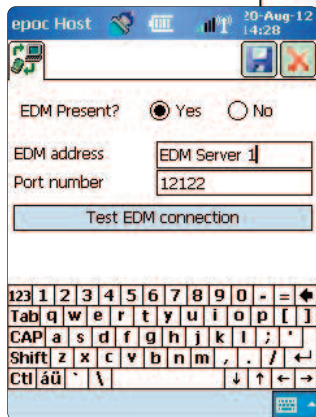 epoc Host 20-Aug-12
14:28
EDM Present? Yes No
EDM address EDM Server 1
Port number 12122
Test EDM connection
123 1 2 3 4 5 6 7 8 9 0 - =
Tab q w e r t y u i o p [ ]
CAP a s d f g h j k l ; '
Shift z x c v b n m , . /
Ctl áü ` \